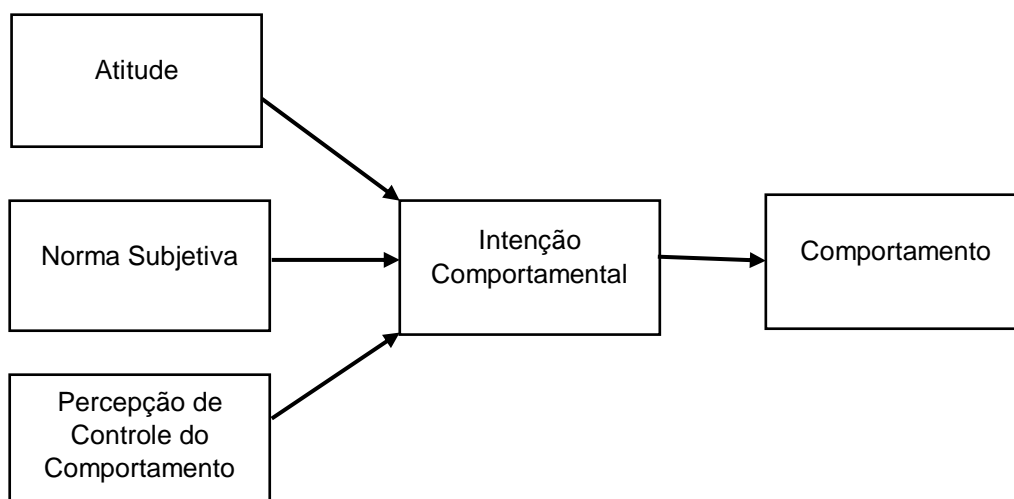 Atitude
Norma Subjetiva
Percepção de
Controle do
Comportamento
Intenção
Comportamental
Comportamento